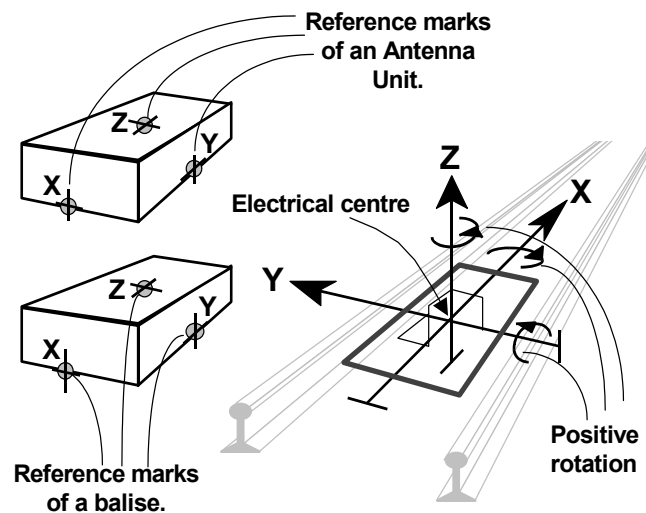 Reference marks
of an Antenna
Unit.
Z
Y
X
Z
X
Electrical centre
Y
Z
Y
X
Positive
rotation
Reference marks
of a balise.